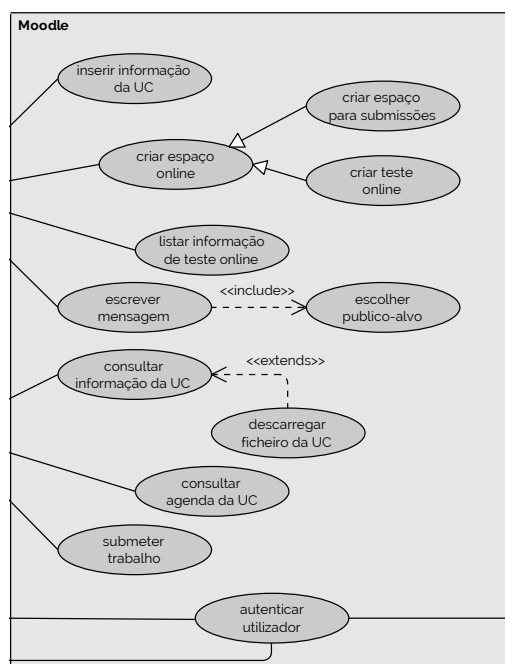 Moodle
inserir informação
da UC
criar espaço
para submissões
criar espaço
online
criar teste
online
listar informação
de teste online
escrever
mensagem
<<include>>
escolher
publico-alvo
consultar
informação da UC
<<extends>>
descarregar
ficheiro da UC
consultar
agenda da UC
submeter
trabalho
autenticar
utilizador